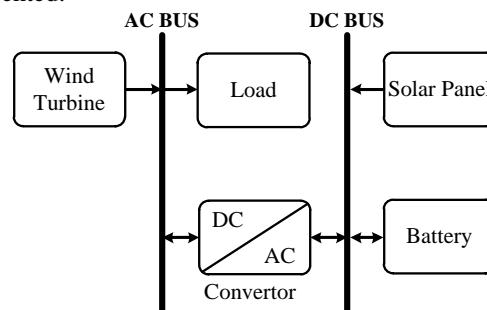 AC BUS
DC BUS
Wind
Turbine
Load
Solar Panel
DC
AC
Battery
Convertor